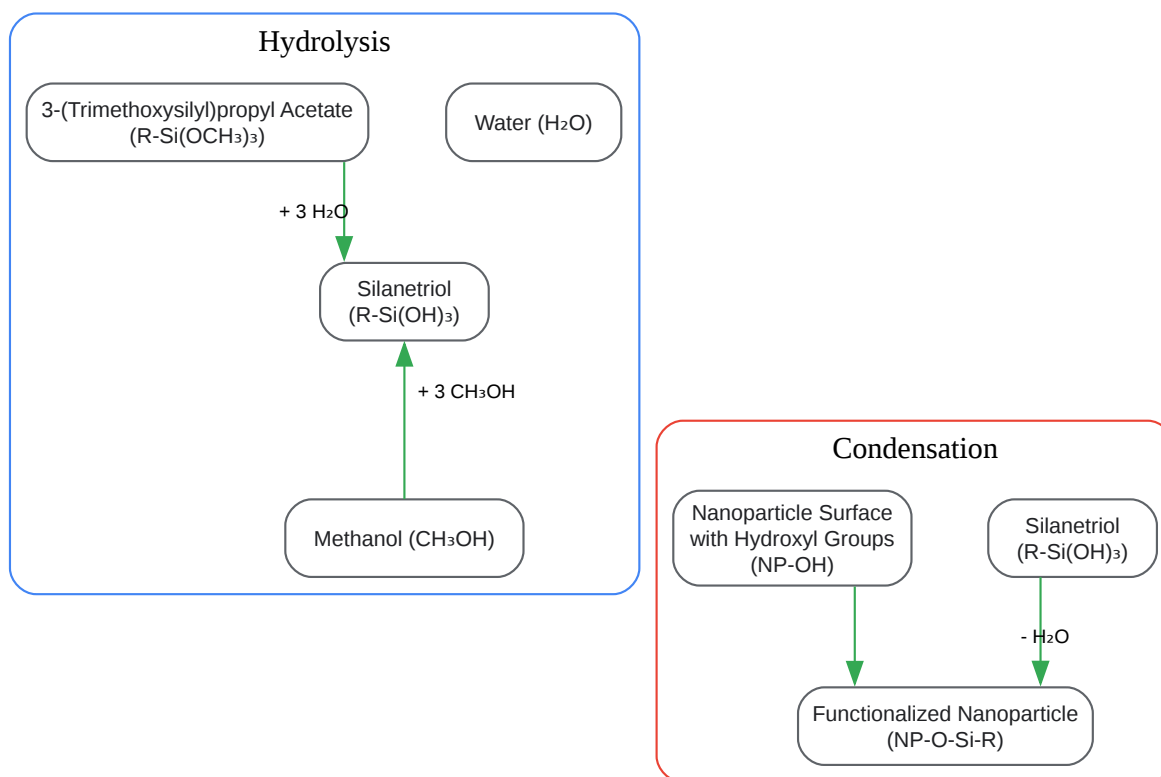 Hydrolysis
3-(Trimethoxysilyl)propyl Acetate
(R-Si(OCH₃)₃)
Water (H₂O)
+ 3 H₂O
Silanetriol
(R-Si(OH)₃)
+ 3 CH₃OH
Methanol (CH₃OH)
Condensation
Nanoparticle Surface
with Hydroxyl Groups
(NP-OH)
Silanetriol
(R-Si(OH)₃)
- H₂O
Functionalized Nanoparticle
(NP-O-Si-R)